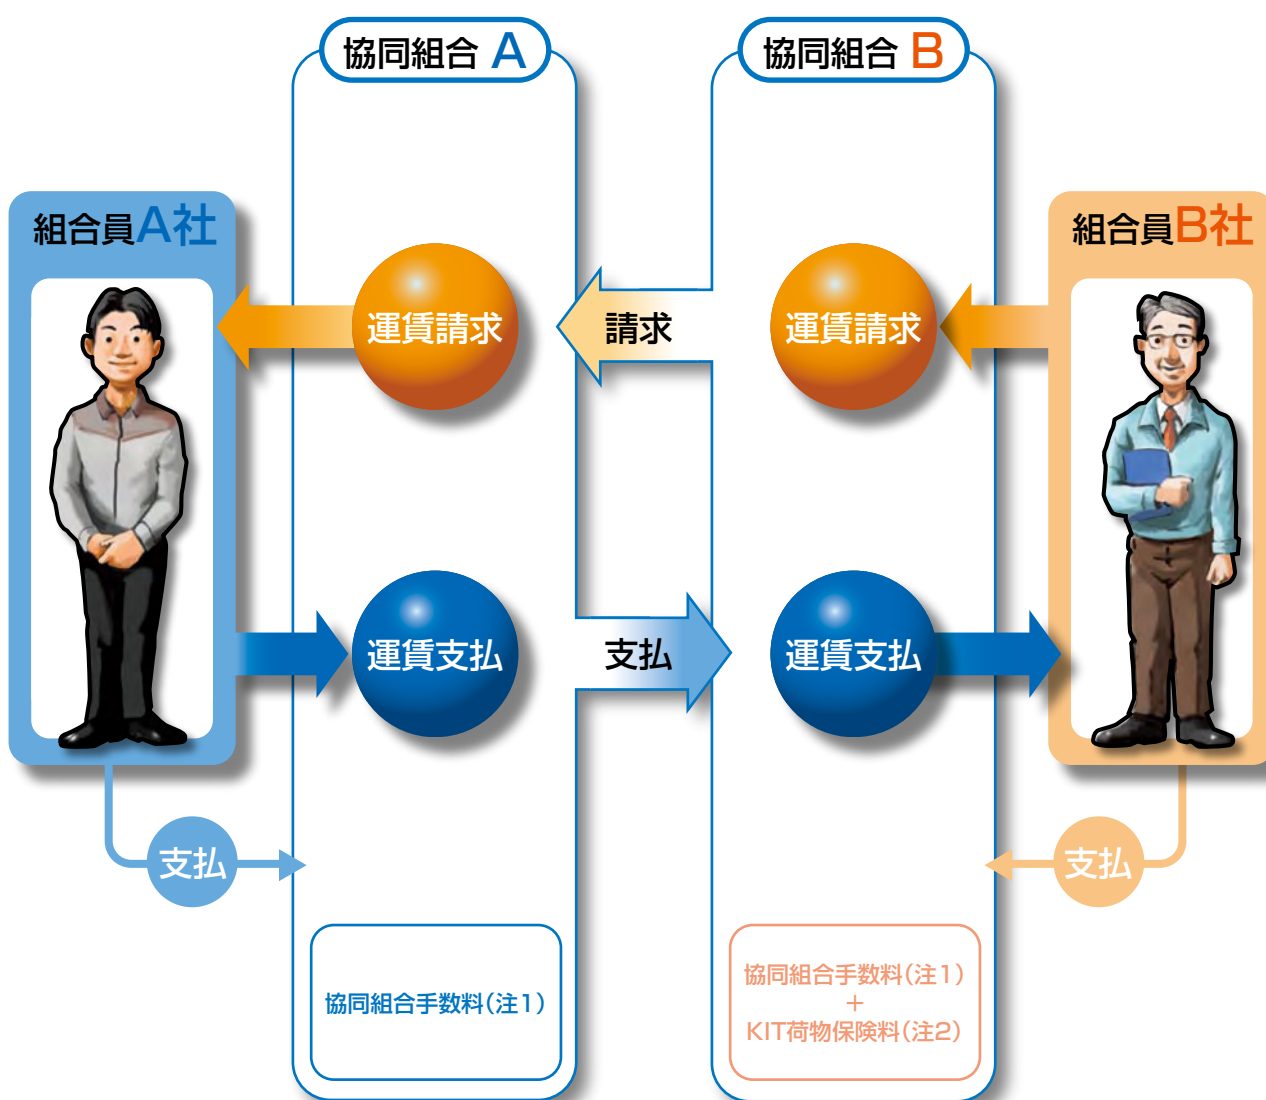 協同組合 A
協同組合 B
組合員A社
組合員B社
運賃請求
請求
運賃請求
運賃支払
支払
運賃支払
支払
支払
協同組合手数料(注1)
協同組合手数料(注1)
+
KIT荷物保険料(注2)